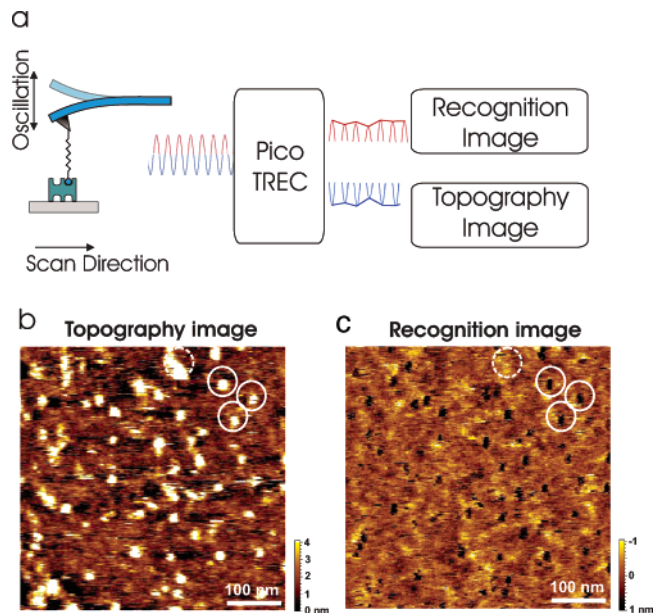 a
Oscillation
Scan Direction
Pico
TREC
Recognition
Image
Topography
Image
b
Topography image
4
3
2
1
0 nm
100 nm
c
Recognition image
-1
0
1 nm
100 nm